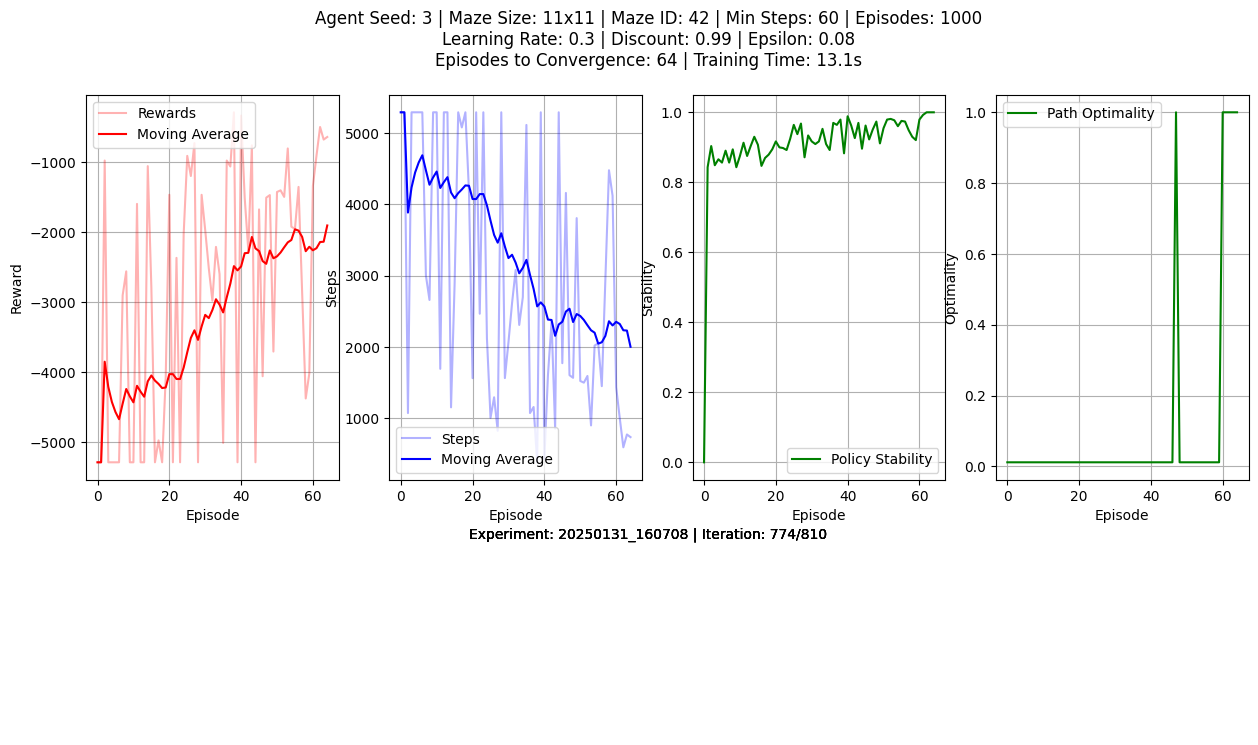 Agent Seed: 3 | Maze Size: 11x11 | Maze ID: 42 | Min Steps: 60 | Episodes: 1000
Learning Rate: 0.3 | Discount: 0.99 | Epsilon: 0.08
Episodes to Convergence: 64 | Training Time: 13.1s
Rewards
Moving Average
−1000
−2000
−3000
−4000
−5000
Reward
0
20
40
60
Episode
5000
4000
3000
2000
1000
Steps
Steps
Moving Average
0
20
40
60
Episode
1.0
0.8
0.6
0.4
0.2
0.0
Stability
Policy Stability
0
20
40
60
Episode
Path Optimality
1.0
0.8
0.6
0.4
0.2
0.0
Optimality
0
20
40
60
Episode
Experiment: 20250131_160708 | Iteration: 774/810